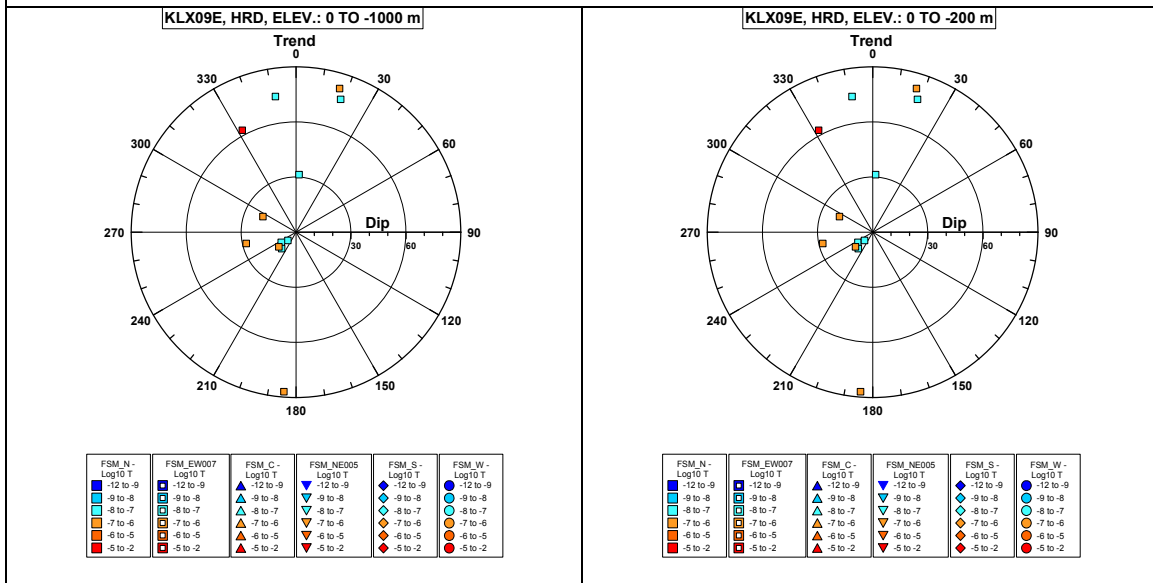 KLX09E, HRD, ELEV.: 0 TO -1000 m
Trend
0
330
30
300
60
Dip
270
90
30
60
240
120
210
150
180
FSM_N -
Log10 T
-12 to -9
-9 to -8
-8 to -7
-7 to -6
-6 to -5
-5 to -2
FSM_EW007
Log10 T
-12 to -9
-9 to -8
-8 to -7
-7 to -6
-6 to -5
-5 to -2
FSM_C -
Log10 T
-12 to -9
-9 to -8
-8 to -7
-7 to -6
-6 to -5
-5 to -2
FSM_NE005
Log10 T
-12 to -9
-9 to -8
-8 to -7
-7 to -6
-6 to -5
-5 to -2
FSM_S -
Log10 T
-12 to -9
-9 to -8
-8 to -7
-7 to -6
-6 to -5
-5 to -2
FSM_W -
Log10 T
-12 to -9
-9 to -8
-8 to -7
-7 to -6
-6 to -5
-5 to -2
KLX09E, HRD, ELEV.: 0 TO -200 m
Trend
0
330
30
300
60
Dip
270
90
30
60
240
120
210
150
180
FSM_N -
Log10 T
-12 to -9
-9 to -8
-8 to -7
-7 to -6
-6 to -5
-5 to -2
FSM_EW007
Log10 T
-12 to -9
-9 to -8
-8 to -7
-7 to -6
-6 to -5
-5 to -2
FSM_C -
Log10 T
-12 to -9
-9 to -8
-8 to -7
-7 to -6
-6 to -5
-5 to -2
FSM_NE005
Log10 T
-12 to -9
-9 to -8
-8 to -7
-7 to -6
-6 to -5
-5 to -2
FSM_S -
Log10 T
-12 to -9
-9 to -8
-8 to -7
-7 to -6
-6 to -5
-5 to -2
FSM_W -
Log10 T
-12 to -9
-9 to -8
-8 to -7
-7 to -6
-6 to -5
-5 to -2